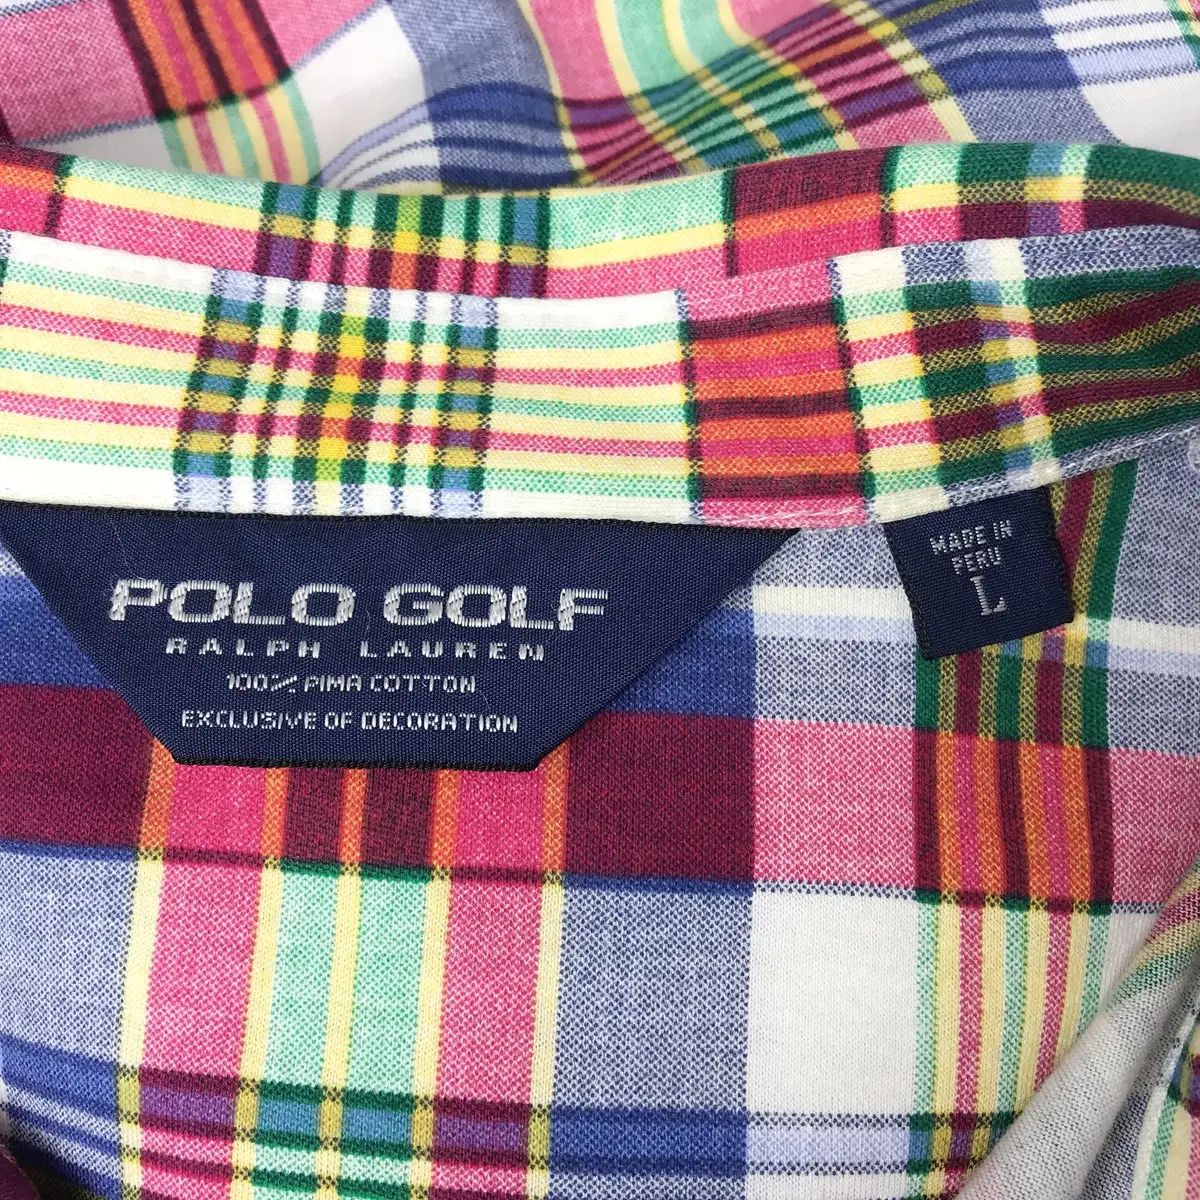 POLO GOLF
RALPH LAUREN
100% PIMA COTTON
EXCLUSIVE OF DECORATION
MADE IN
PERU
L